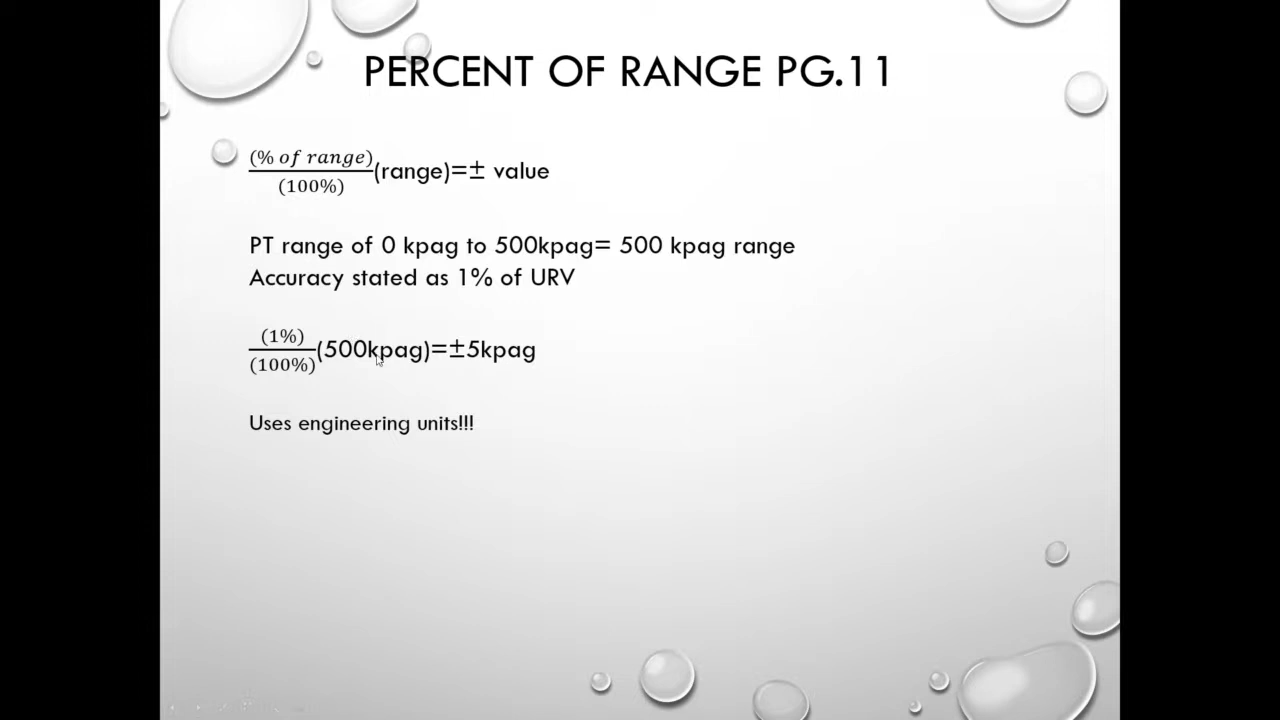 PERCENT OF RANGE PG.11
(% of range)/(100%)(range)=± value
PT range of 0 kpag to 500kpag= 500 kpag range
Accuracy stated as 1% of URV
(1%)/(100%)(500kpag)=±5kpag
Uses engineering units!!!